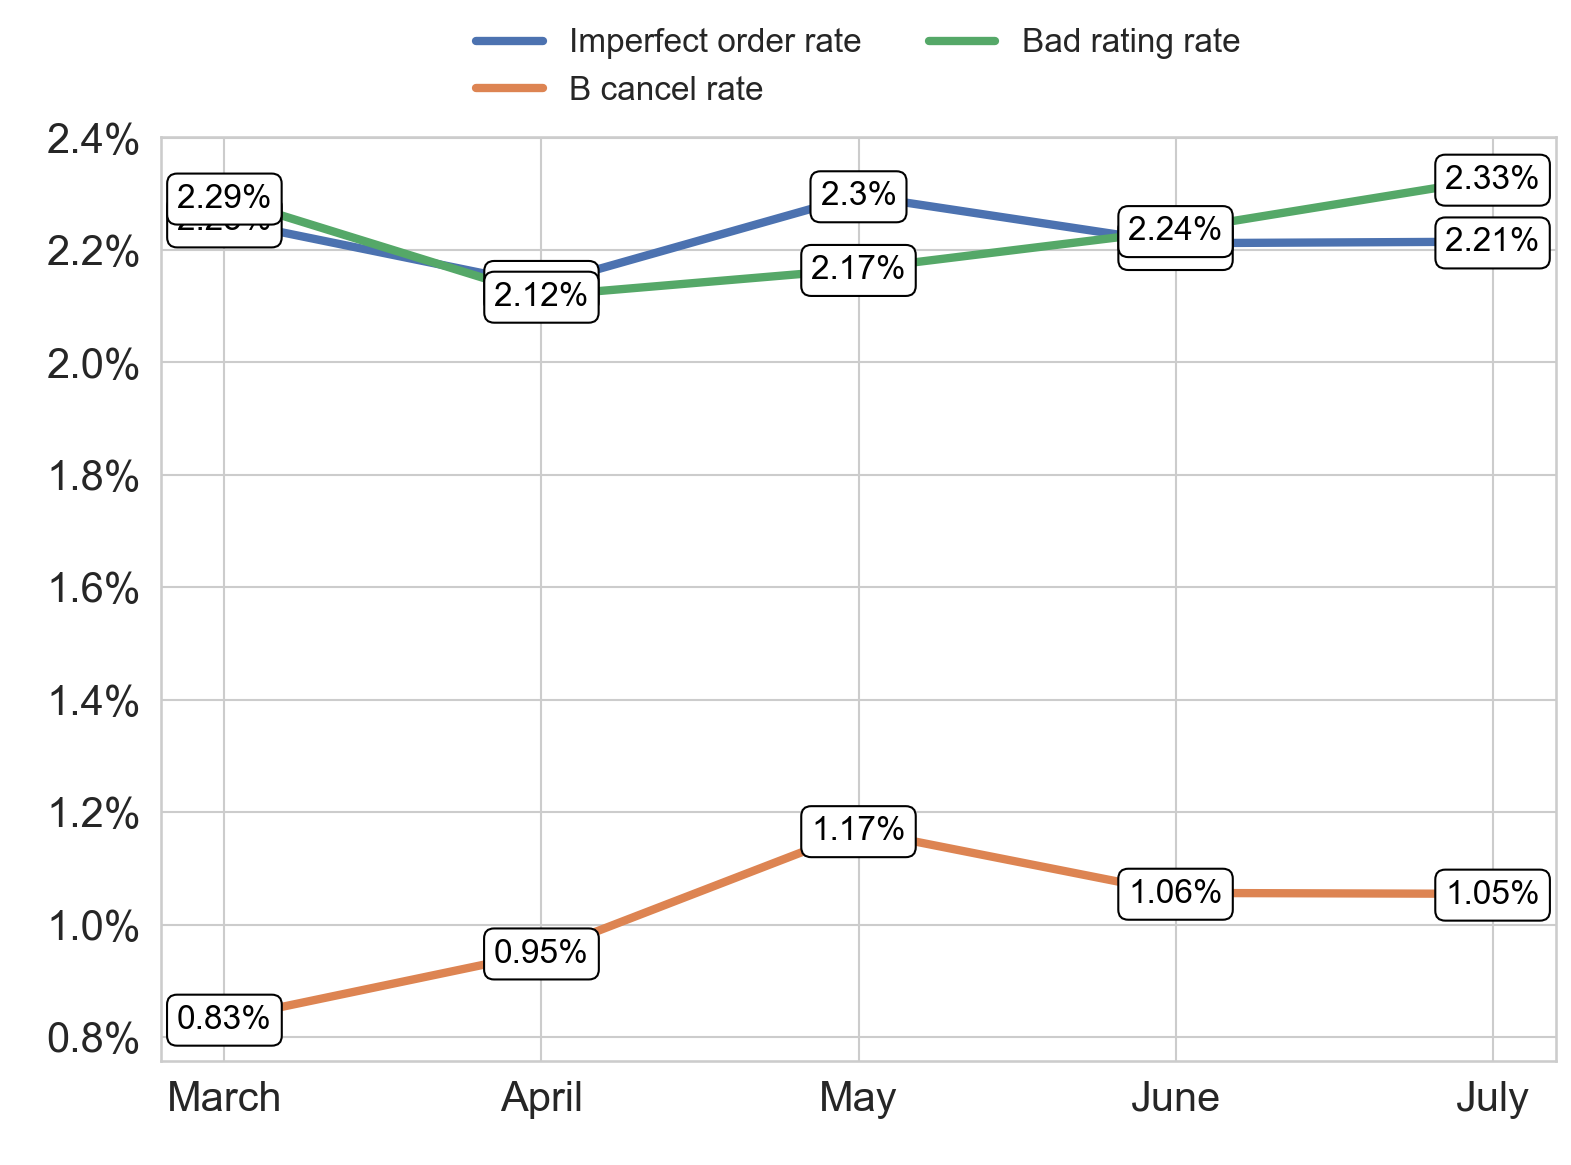 Imperfect order rate
Bad rating rate
B cancel rate
2.4%
2.2%
2.0%
1.8%
1.6%
1.4%
1.2%
1.0%
0.8%
2.29%
2.12%
2.3%
2.17%
2.24%
2.33%
2.21%
0.83%
0.95%
1.17%
1.06%
1.05%
March
April
May
June
July